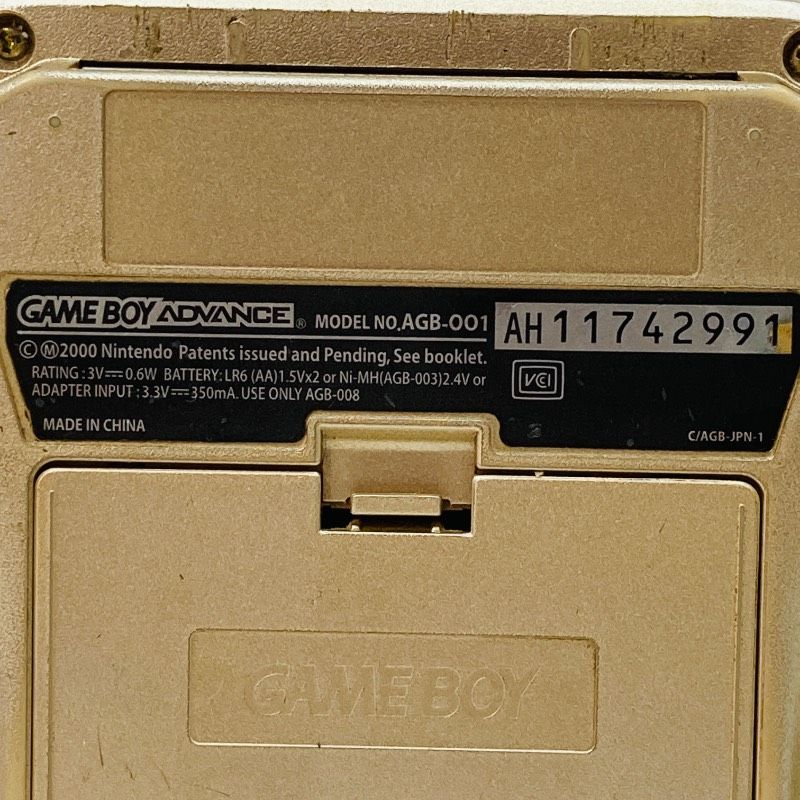 GAME BOY ADVANCE ® MODEL NO.AGB-001 AH11742991
© Ⓜ2000 Nintendo Patents issued and Pending, See booklet.
RATING : 3V⎓0.6W BATTERY: LR6 (AA)1.5Vx2 or Ni-MH(AGB-003)2.4V or
ADAPTER INPUT : 3.3V⎓350mA. USE ONLY AGB-008
VCI
MADE IN CHINA
C/AGB-JPN-1
GAME BOY